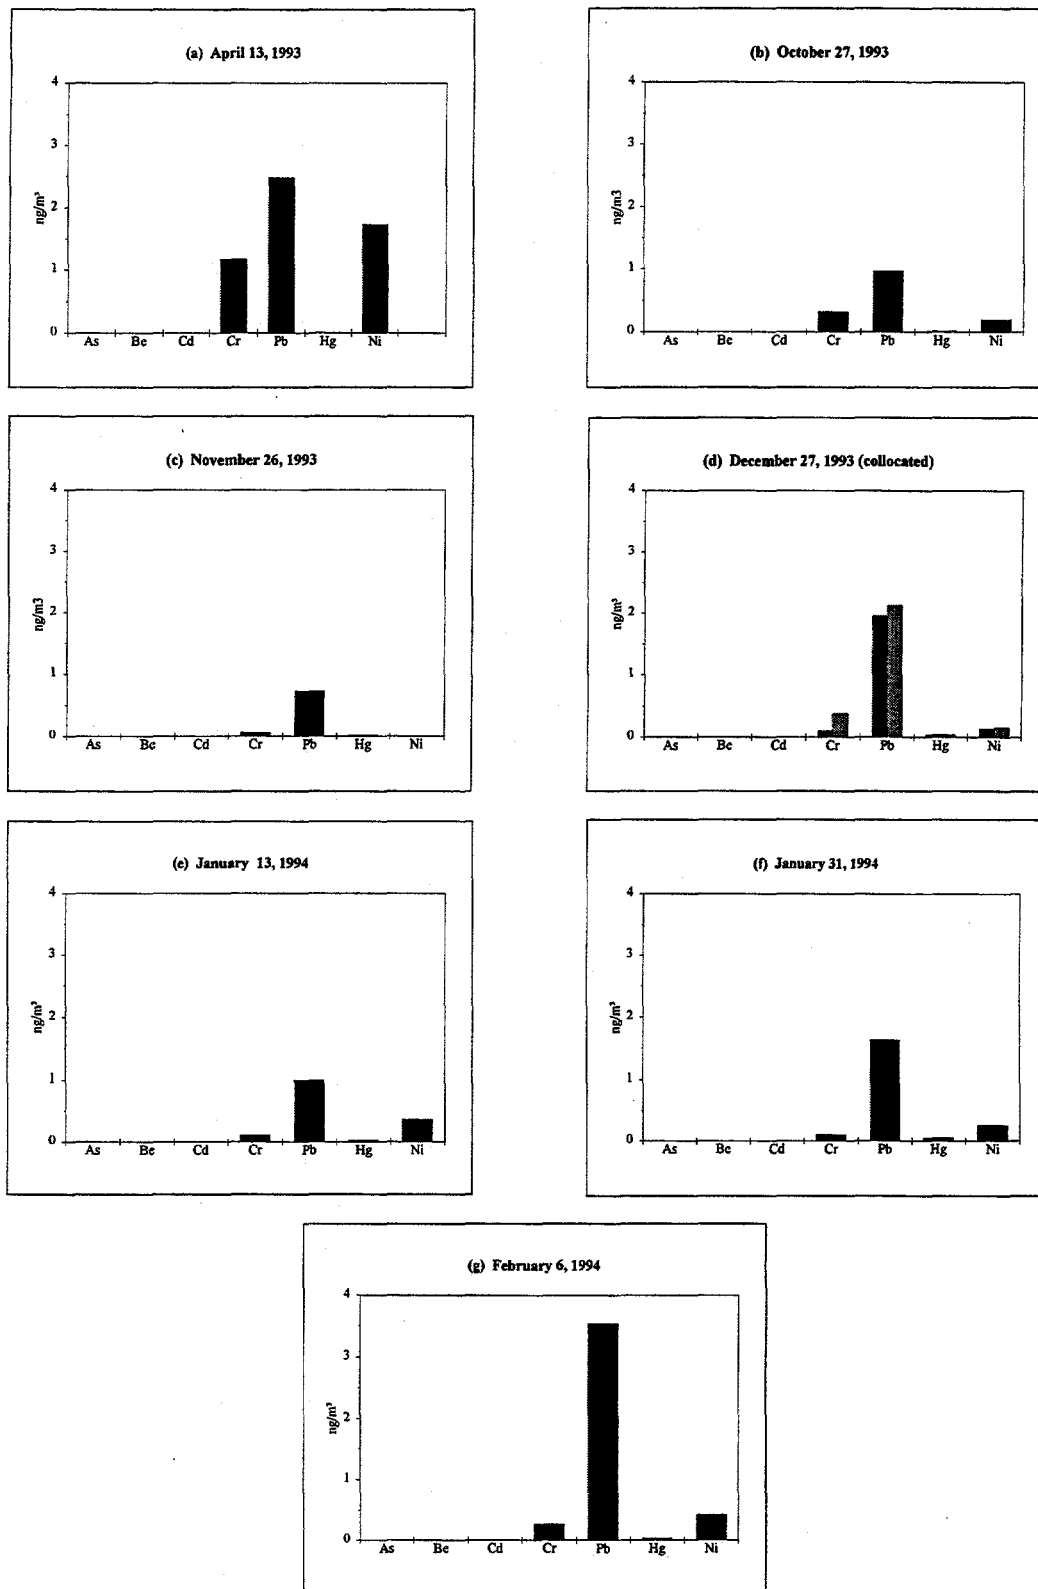 (a) April 13, 1993
4
3
ng/m³
2
1
0
As Be Cd Cr Pb Hg Ni
(b) October 27, 1993
4
3
ng/m3
2
1
0
As Be Cd Cr Pb Hg Ni
(c) November 26, 1993
4
3
2
ng/m3
1
0
As Be Cd Cr Pb Hg Ni
(d) December 27, 1993 (collocated)
4
3
2
ng/m³
1
0
As Be Cd Cr Pb Hg Ni
(e) January 13, 1994
4
3
2
ng/m³
1
0
As Be Cd Cr Pb Hg Ni
(f) January 31, 1994
4
3
2
ng/m³
1
0
As Be Cd Cr Pb Hg Ni
(g) February 6, 1994
4
3
2
ng/m³
1
0
As Be Cd Cr Pb Hg Ni